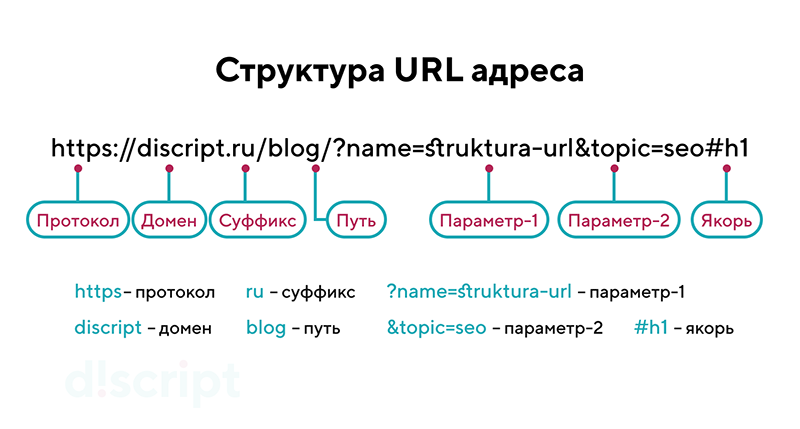 Структура URL адреса
https://discript.ru/blog/?name=struktura-url&topic=seo#h1
Протокол Домен Суффикс Путь Параметр-1 Параметр-2 Якорь
https – протокол ru – суффикс ?name=struktura-url – параметр-1
discript – домен blog – путь &topic=seo – параметр-2 #h1 – якорь
d!script